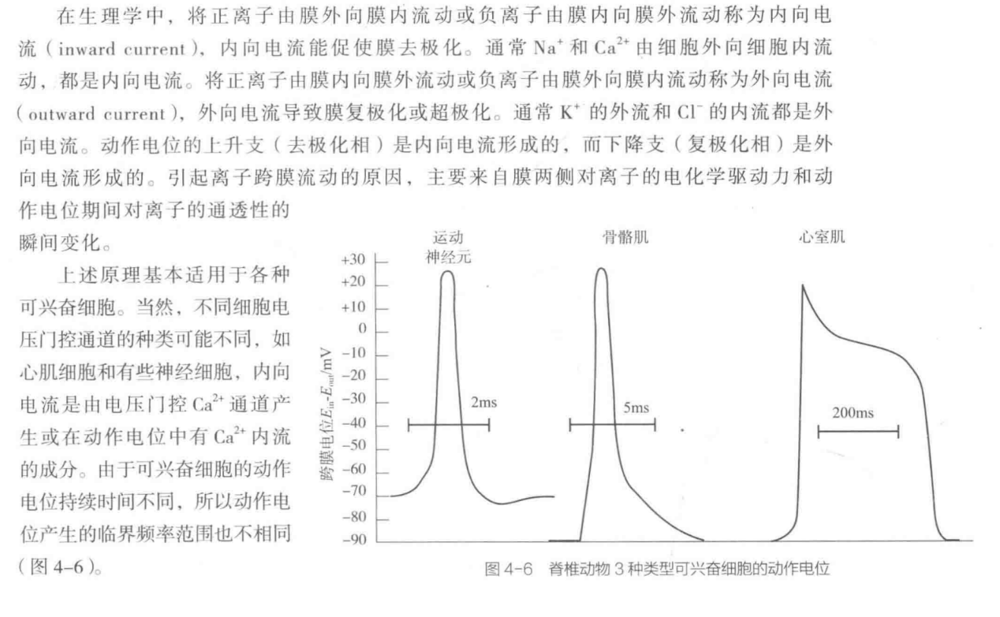 在生理学中，将正离子由膜外向膜内流动或负离子由膜内向膜外流动称为内向电
流（inward current），内向电流能促使膜去极化。通常 Na⁺ 和 Ca²⁺ 由细胞外向细胞内流
动，都是内向电流。将正离子由膜内向膜外流动或负离子由膜外向膜内流动称为外向电流
（outward current），外向电流导致膜复极化或超极化。通常 K⁺ 的外流和 Cl⁻ 的内流都是外
向电流。动作电位的上升支（去极化相）是内向电流形成的，而下降支（复极化相）是外
向电流形成的。引起离子跨膜流动的原因，主要来自膜两侧对离子的电化学驱动力和动
作电位期间对离子的通透性的
瞬间变化。
上述原理基本适用于各种
可兴奋细胞。当然，不同细胞电
压门控通道的种类可能不同，如
心肌细胞和有些神经细胞，内向
电流是由电压门控 Ca²⁺ 通道产
生或在动作电位中有 Ca²⁺ 内流
的成分。由于可兴奋细胞的动作
电位持续时间不同，所以动作电
位产生的临界频率范围也不相同
（图 4-6）。
运动
神经元
骨骼肌
心室肌
+30
+20
+10
0
-10
-20
-30
-40
-50
-60
-70
-80
-90
跨膜电位Ein-Eout/mV
2ms
5ms
200ms
图 4-6 脊椎动物 3 种类型可兴奋细胞的动作电位